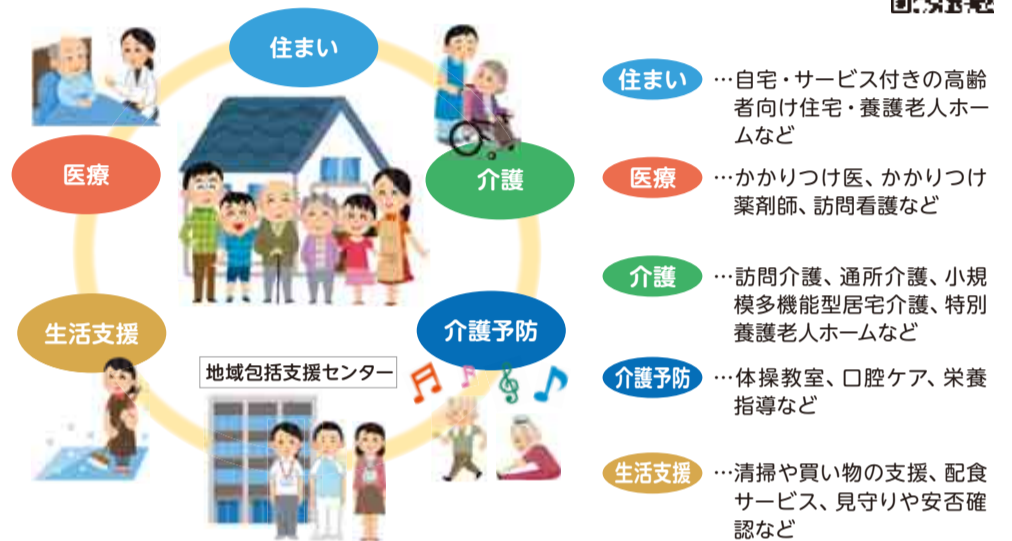 住まい
医療
介護
生活支援
介護予防
地域包括支援センター
住まい …自宅・サービス付きの高齢
者向け住宅・養護老人ホー
ムなど
医療 …かかりつけ医、かかりつけ
薬剤師、訪問看護など
介護 …訪問介護、通所介護、小規
模多機能型居宅介護、特別
養護老人ホームなど
介護予防 …体操教室、口腔ケア、栄養
指導など
生活支援 …清掃や買い物の支援、配食
サービス、見守りや安否確
認など